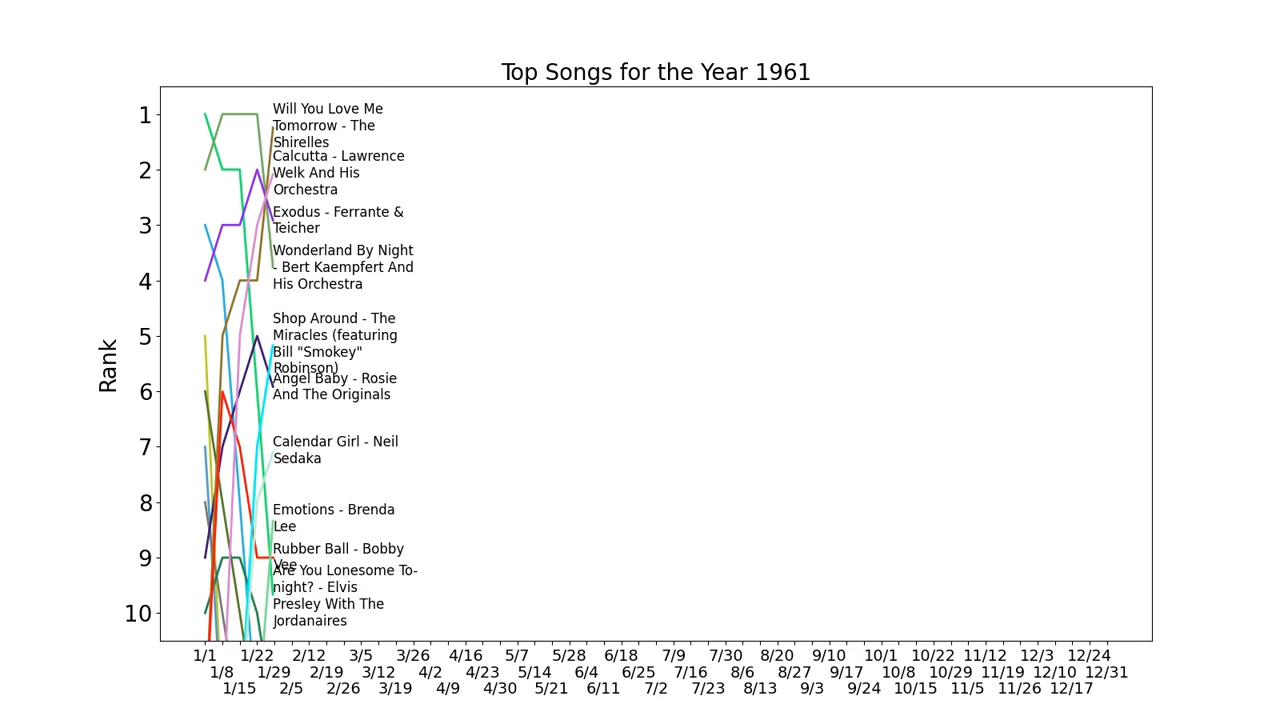 Top Songs for the Year 1961
Rank
1
2
3
4
5
6
7
8
9
10
Will You Love Me
Tomorrow - The
Shirelles
Calcutta - Lawrence
Welk And His
Orchestra
Exodus - Ferrante &
Teicher
Wonderland By Night
- Bert Kaempfert And
His Orchestra
Shop Around - The
Miracles (featuring
Bill "Smokey"
Robinson)
Angel Baby - Rosie
And The Originals
Calendar Girl - Neil
Sedaka
Emotions - Brenda
Lee
Rubber Ball - Bobby
Vee
Are You Lonesome To-
night? - Elvis
Presley With The
Jordanaires
1/1 1/22 2/12 3/5 3/26 4/16 5/7 5/28 6/18 7/9 7/30 8/20 9/10 10/1 10/22 11/12 12/3 12/24
1/8 1/29 2/19 3/12 4/2 4/23 5/14 6/4 6/25 7/16 8/6 8/27 9/17 10/8 10/29 11/19 12/10 12/31
1/15 2/5 2/26 3/19 4/9 4/30 5/21 6/11 7/2 7/23 8/13 9/3 9/24 10/15 11/5 11/26 12/17